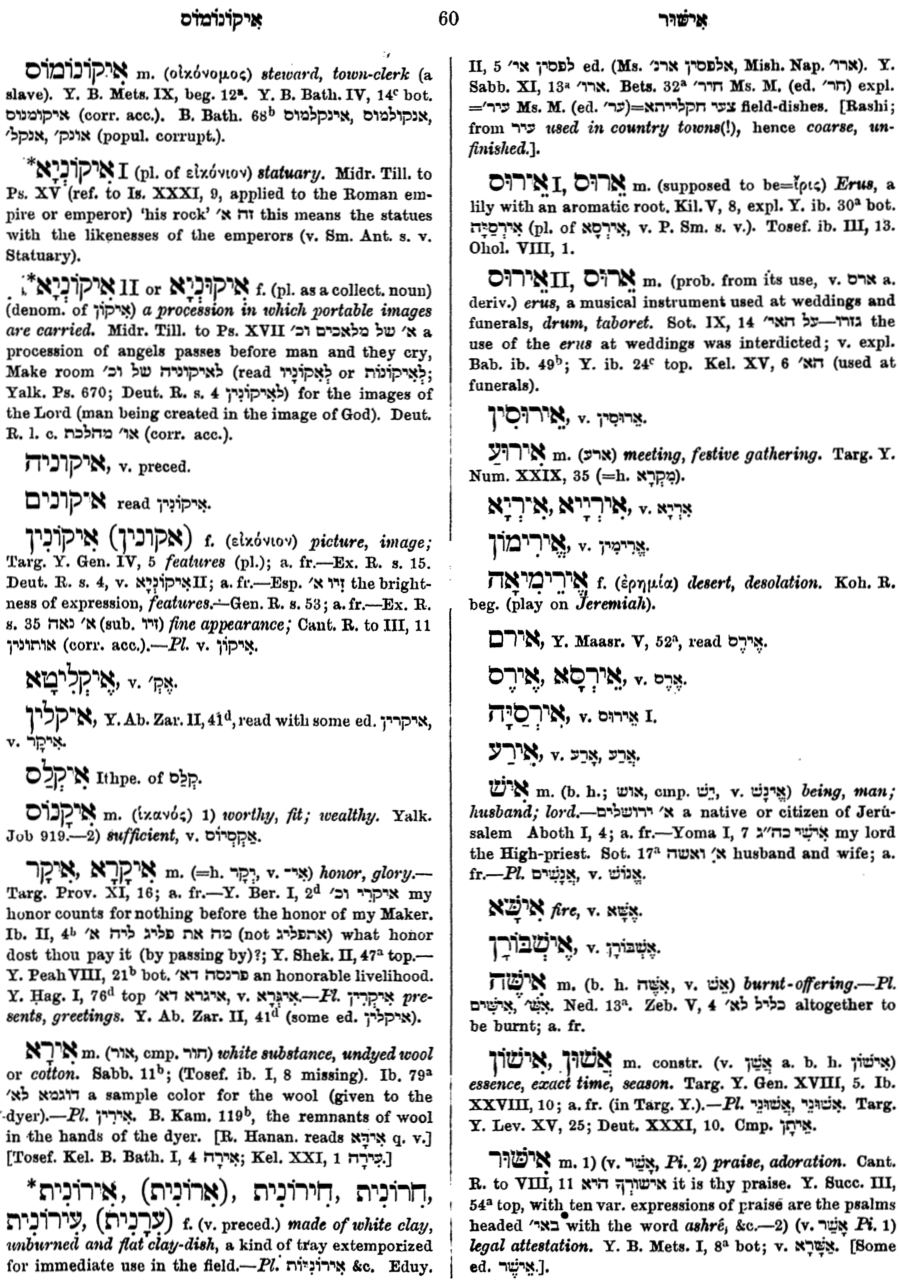 איקונומוס 60 אישור
אִיקוֹנוֹמוֹס m. (οἰκόνομος) steward, town-clerk (a
slave). Y. B. Mets. IX, beg. 12ᵃ. Y. B. Bath. IV, 14ᶜ bot.
איקומנוס (corr. acc.). B. Bath. 68ᵇ אנקולמוס, אינקלמוס,
אונק׳, אנקל׳ (popul. corrupt.).
*אִיקוֹנְיָא I (pl. of εἰκόνιον) statuary. Midr. Till. to
Ps. XV (ref. to Is. XXXI, 9, applied to the Roman em-
pire or emperor) ‘his rock’ זה א׳ this means the statues
with the likenesses of the emperors (v. Sm. Ant. s. v.
Statuary).
*אִיקוֹנְיָא II or אִיקוּנְיָא f. (pl. as a collect. noun)
(denom. of איקון) a procession in which portable images
are carried. Midr. Till. to Ps. XVII א׳ של מלאכים וכ׳ a
procession of angels passes before man and they cry,
Make room לאיקוניה של וכ׳ (read לְאִקוֹנָיו or לְאִיקוֹנוֹת;
Yalk. Ps. 670; Deut. R. s. 4 לאיקונין) for the images of
the Lord (man being created in the image of God). Deut.
R. l. c. או׳ מהלכת (corr. acc.).
איקוניה, v. preced.
איקונים read אִיקוֹנִין.
אִיקוֹנִין (אקונין) f. (εἰκόνιον) picture, image;
Targ. Y. Gen. IV, 5 features (pl.); a. fr.—Ex. R. s. 15.
Deut. R. s. 4, v. אִיקוֹנְיָא II; a. fr.—Esp. זיו א׳ the bright-
ness of expression, features.—Gen. R. s. 53; a. fr.—Ex. R.
s. 35 א׳ נאה (sub. זיו) fine appearance; Cant. R. to III, 11
אותונין (corr. acc.).—Pl. v. אִיקוֹן.
אִיקְלִיטָא, v. אֶקְ׳.
איקלין, Y. Ab. Zar. II, 41ᵈ, read with some ed. איקרין,
v. אִיקָר.
אִיקְלַס Ithpe. of קְלַס.
אִיקָנוֹס m. (ἱκανός) 1) worthy, fit; wealthy. Yalk.
Job 919.—2) sufficient, v. אֶקְסִיוֹס.
אִיקָרָא, אִיקָר m. (=h. יְקָר, v. אִי־) honor, glory.—
Targ. Prov. XI, 16; a. fr.—Y. Ber. I, 2ᵈ איקרי וכ׳ my
honor counts for nothing before the honor of my Maker.
Ib. II, 4ᵇ מה את פליג ליה א׳ (not אתפליג) what honor
dost thou pay it (by passing by)?; Y. Shek. II, 47ᵃ top.—
Y. Peah VIII, 21ᵇ bot. פרנסה דא׳ an honorable livelihood.
Y. Ḥag. I, 76ᵈ top איגרא דא׳, v. אִיגְּרָא.—Pl. אִיקָרִין pre-
sents, greetings. Y. Ab. Zar. II, 41ᵈ (some ed. איקלין).
אִירָא m. (אור, cmp. חור) white substance, undyed wool
or cotton. Sabb. 11ᵇ; (Tosef. ib. I, 8 missing). Ib. 79ᵃ
דוגמא לא׳ a sample color for the wool (given to the
dyer).—Pl. אִירִין. B. Kam. 119ᵇ, the remnants of wool
in the hands of the dyer. [R. Hanan. reads אִידָּא q. v.]
[Tosef. Kel. B. Bath. I, 4 אירה; Kel. XXI, 1 עִירָה.]
*אִירוֹנִית, (אֲרוֹנִית), חִירוֹנִית, חרוֹנִית,
עִירוֹנִית, (עֲרָנִית) f. (v. preced.) made of white clay,
unburned and flat clay-dish, a kind of tray extemporized
for immediate use in the field.—Pl. אִירוֹנִיּוֹת &c. Eduy.
II, 5 לפסין אי׳ ed. (Ms. אלפסין ארנ׳, Mish. Nap. ארו׳). Y.
Sabb. XI, 13ᵃ ארו׳. Bets. 32ᵃ חיר׳ Ms. M. (ed. חר׳) expl.
=עיר׳ Ms. M. (ed. צעי חקלייתא=(ער׳ field-dishes. [Rashi;
from עיר used in country towns(!), hence coarse, un-
finished.].
אֵירוּס I, אֵרוּס m. (supposed to be=ἶρις) Erus, a
lily with an aromatic root. Kil. V, 8, expl. Y. ib. 30ᵃ bot.
אִירְסַיָּה (pl. of אִירְסָא, v. P. Sm. s. v.). Tosef. ib. III, 13.
Ohol. VIII, 1.
אֵירוּס II, אֵרוּס m. (prob. from its use, v. ארס a.
deriv.) erus, a musical instrument used at weddings and
funerals, drum, taboret. Sot. IX, 14 גזרו—על האי׳ the
use of the erus at weddings was interdicted; v. expl.
Bab. ib. 49ᵇ; Y. ib. 24ᶜ top. Kel. XV, 6 הא׳ (used at
funerals).
אֵירוּסִין, v. אֵרוּסִין.
אִירוּעַ m. (ארע) meeting, festive gathering. Targ. Y.
Num. XXIX, 35 (=h. מִקְרָא).
אִירְיָיא, אִירְיָא, v. אִרְיָא
אֵירִימוֹן, v. אֶרִימִין.
אֵירֵימִיאָה f. (ἐρημία) desert, desolation. Koh. R.
beg. (play on Jeremiah).
אירם, Y. Maasr. V, 52ᵃ, read אֵירֶס.
אֵירְסָא, אֵירֶס, v. אֶרֶס.
אִירְסַיָּה, v. אֵירוּס I.
אִירַע, v. אֲרַע, אָרַע.
אִישׁ m. (b. h.; אוש, cmp. יֵשׁ, v. אֱיָנָשׁ) being, man;
husband; lord.—א׳ ירושלים a native or citizen of Jeru-
salem Aboth I, 4; a. fr.—Yoma I, 7 אִישִׁי כה״ג my lord
the High-priest. Sot. 17ᵃ א׳ ואשה husband and wife; a.
fr.—Pl. אֲנָשִׁים, v. אֱנוֹשׁ.
אִישָּׁא fire, v. אֶשָּׁא.
אֶישְׁבּוֹרָן, v. אֶשְׁבּוֹרָן.
אִישֶּׁה m. (b. h. אִשֶּׁה, v. אֵשׁ) burnt-offering.—Pl.
אִישִּׁים, אִשִּׁ׳. Ned. 13ᵃ. Zeb. V, 4 כליל לא׳ altogether to
be burnt; a. fr.
אִישׁוֹן, אֲשׁוּן m. constr. (v. אֲשַׁן a. b. h. אִישׁוֹן)
essence, exact time, season. Targ. Y. Gen. XVIII, 5. Ib.
XXVIII, 10; a. fr. (in Targ. Y.).—Pl. אִשׁוּנֵי, אֲשׁוּנֵי. Targ.
Y. Lev. XV, 25; Deut. XXXI, 10. Cmp. אֵיתָן.
אִישּׁוּר m. 1) (v. אֲשַׁר, Pi. 2) praise, adoration. Cant.
R. to VIII, 11 אישורך היא it is thy praise. Y. Succ. III,
54ᵃ top, with ten var. expressions of praise are the psalms
headed באי׳ with the word ashré, &c.—2) (v. אָשַׁר Pi. 1)
legal attestation. Y. B. Mets. I, 8ᵃ bot; v. אַשָּׁרָא. [Some
ed. אִישֵּׁר.].